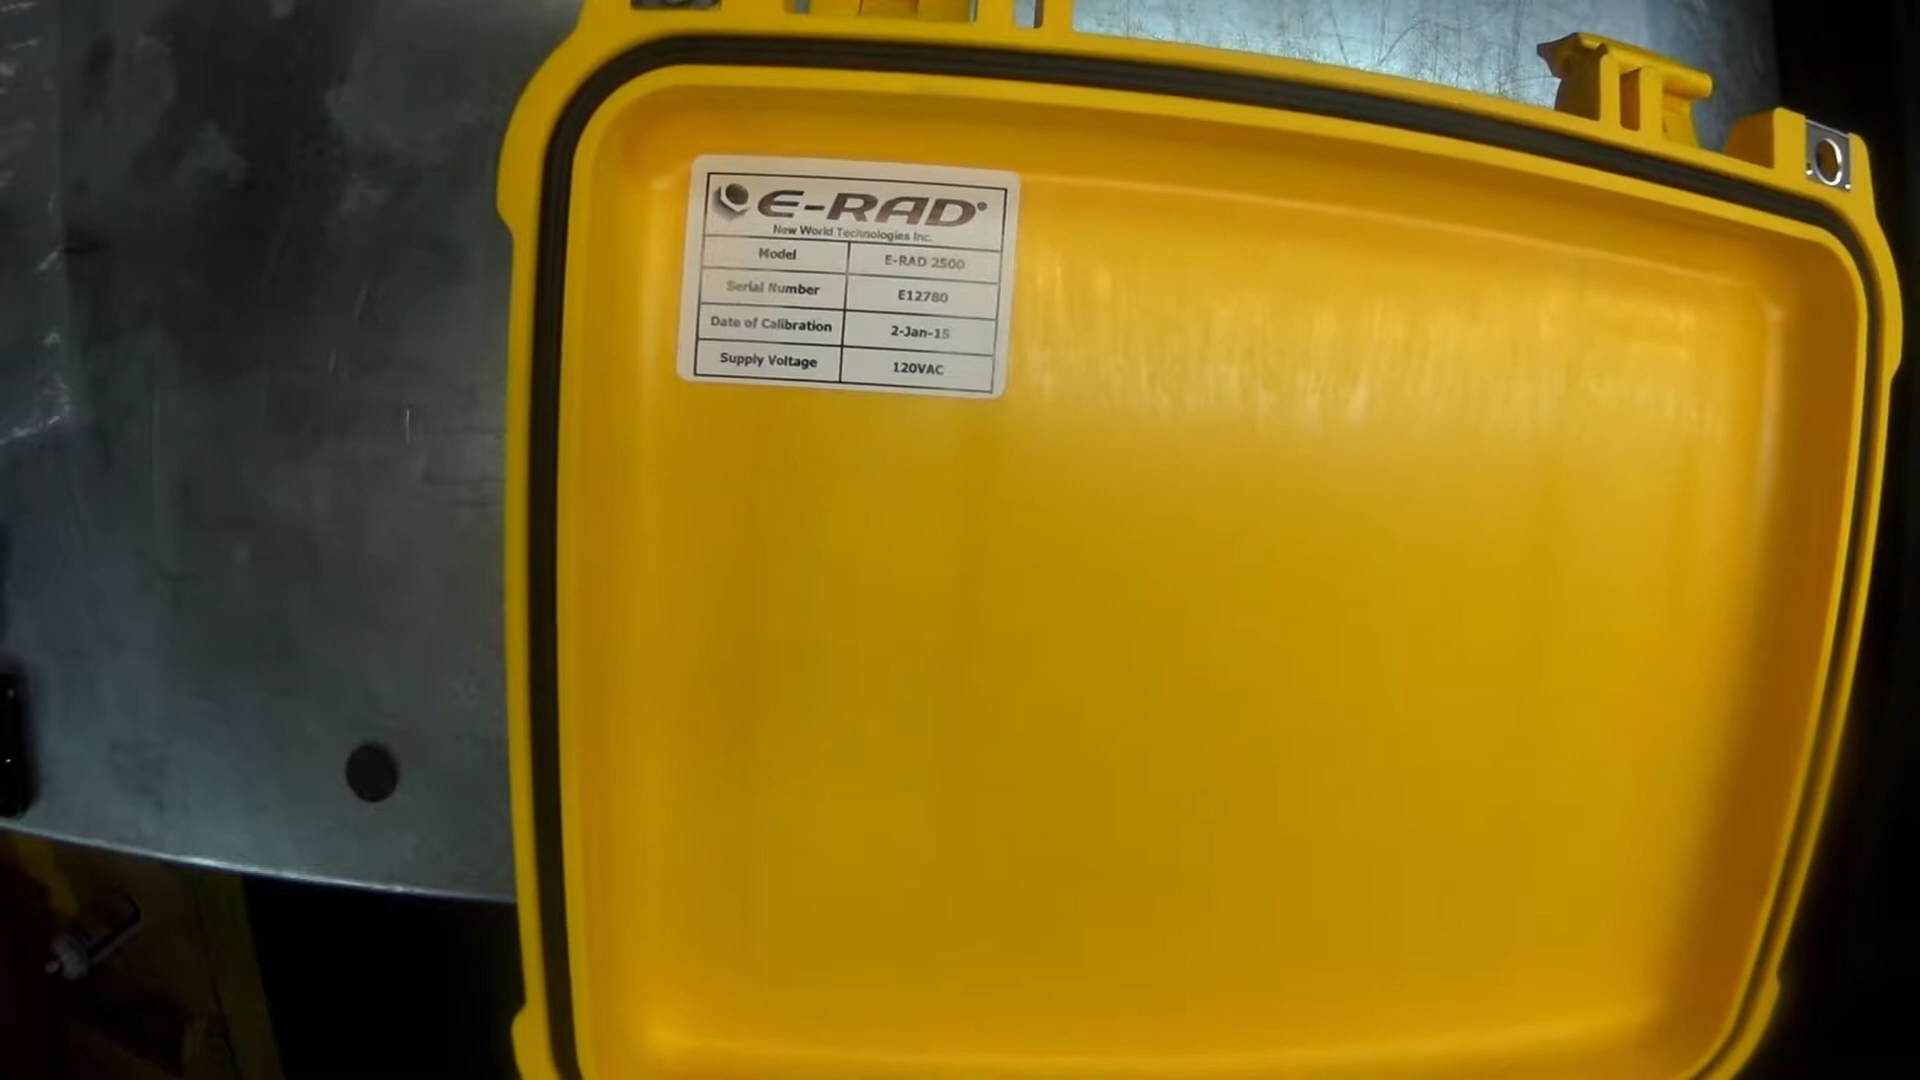 E-RAD®
New World Technologies Inc.
Model E-RAD 2500
Serial Number E12780
Date of Calibration 2-Jan-15
Supply Voltage 120VAC